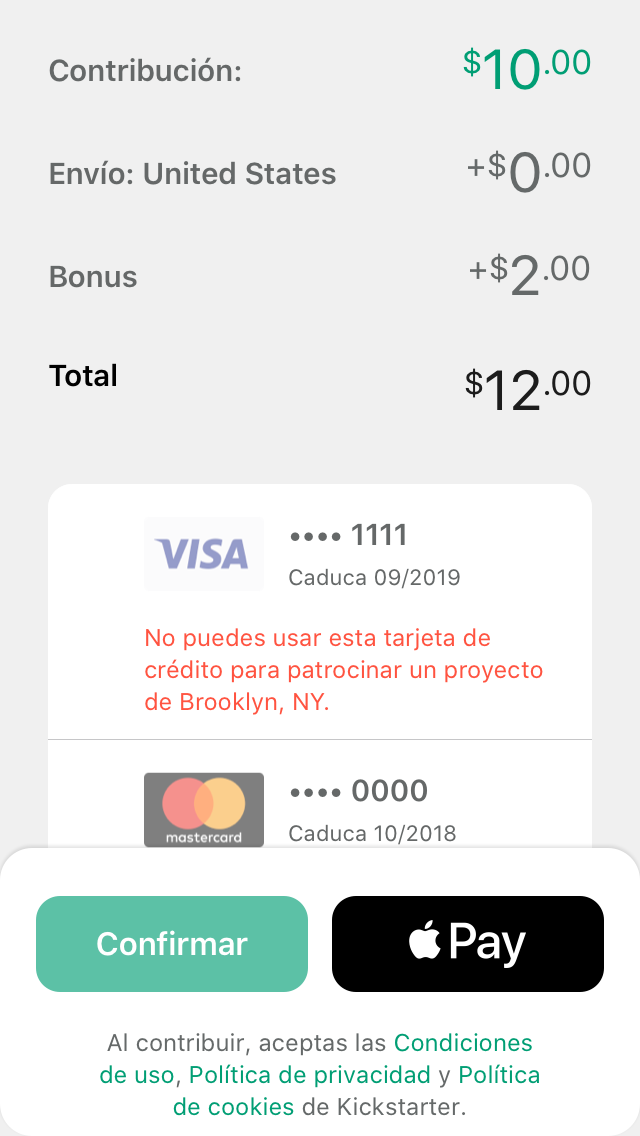 Contribución: $10.00
Envío: United States +$0.00
Bonus +$2.00
Total $12.00
VISA •••• 1111
Caduca 09/2019
No puedes usar esta tarjeta de
crédito para patrocinar un proyecto
de Brooklyn, NY.
•••• 0000
mastercard Caduca 10/2018
Confirmar Pay
Al contribuir, aceptas las Condiciones
de uso, Política de privacidad y Política
de cookies de Kickstarter.